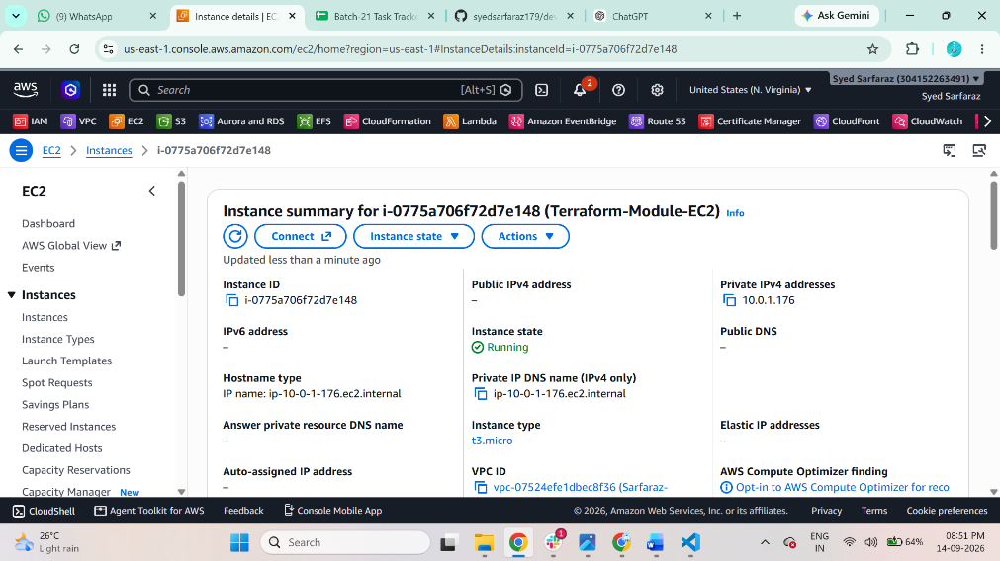 (9) WhatsApp
Instance details | EC
Batch-21 Task Track
syedsarfaraz179/dev
ChatGPT
Ask Gemini
us-east-1.console.aws.amazon.com/ec2/home?region=us-east-1#InstanceDetails:instanceId=i-0775a706f72d7e148
aws
Search
[Alt+S]
2
United States (N. Virginia)
Syed Sarfaraz (304152263491)
Syed Sarfaraz
IAM
VPC
EC2
S3
Aurora and RDS
EFS
CloudFormation
Lambda
Amazon EventBridge
Route 53
Certificate Manager
CloudFront
CloudWatch
EC2
Instances
i-0775a706f72d7e148
EC2
Dashboard
AWS Global View
Events
Instances
Instances
Instance Types
Launch Templates
Spot Requests
Savings Plans
Reserved Instances
Dedicated Hosts
Capacity Reservations
Capacity Manager New
Instance summary for i-0775a706f72d7e148 (Terraform-Module-EC2) Info
Connect
Instance state
Actions
Updated less than a minute ago
Instance ID
i-0775a706f72d7e148
Public IPv4 address
–
Private IPv4 addresses
10.0.1.176
IPv6 address
–
Instance state
Running
Public DNS
–
Hostname type
IP name: ip-10-0-1-176.ec2.internal
Private IP DNS name (IPv4 only)
ip-10-0-1-176.ec2.internal
Answer private resource DNS name
–
Instance type
t3.micro
Elastic IP addresses
–
Auto-assigned IP address
–
VPC ID
vpc-07524efe1dbec8f36 (Sarfaraz-
AWS Compute Optimizer finding
Opt-in to AWS Compute Optimizer for reco
CloudShell
Agent Toolkit for AWS
Feedback
Console Mobile App
© 2026, Amazon Web Services, Inc. or its affiliates.
Privacy
Terms
Cookie preferences
26°C
Light rain
Search
1
ENG
IN
64%
08:51 PM
14-09-2026